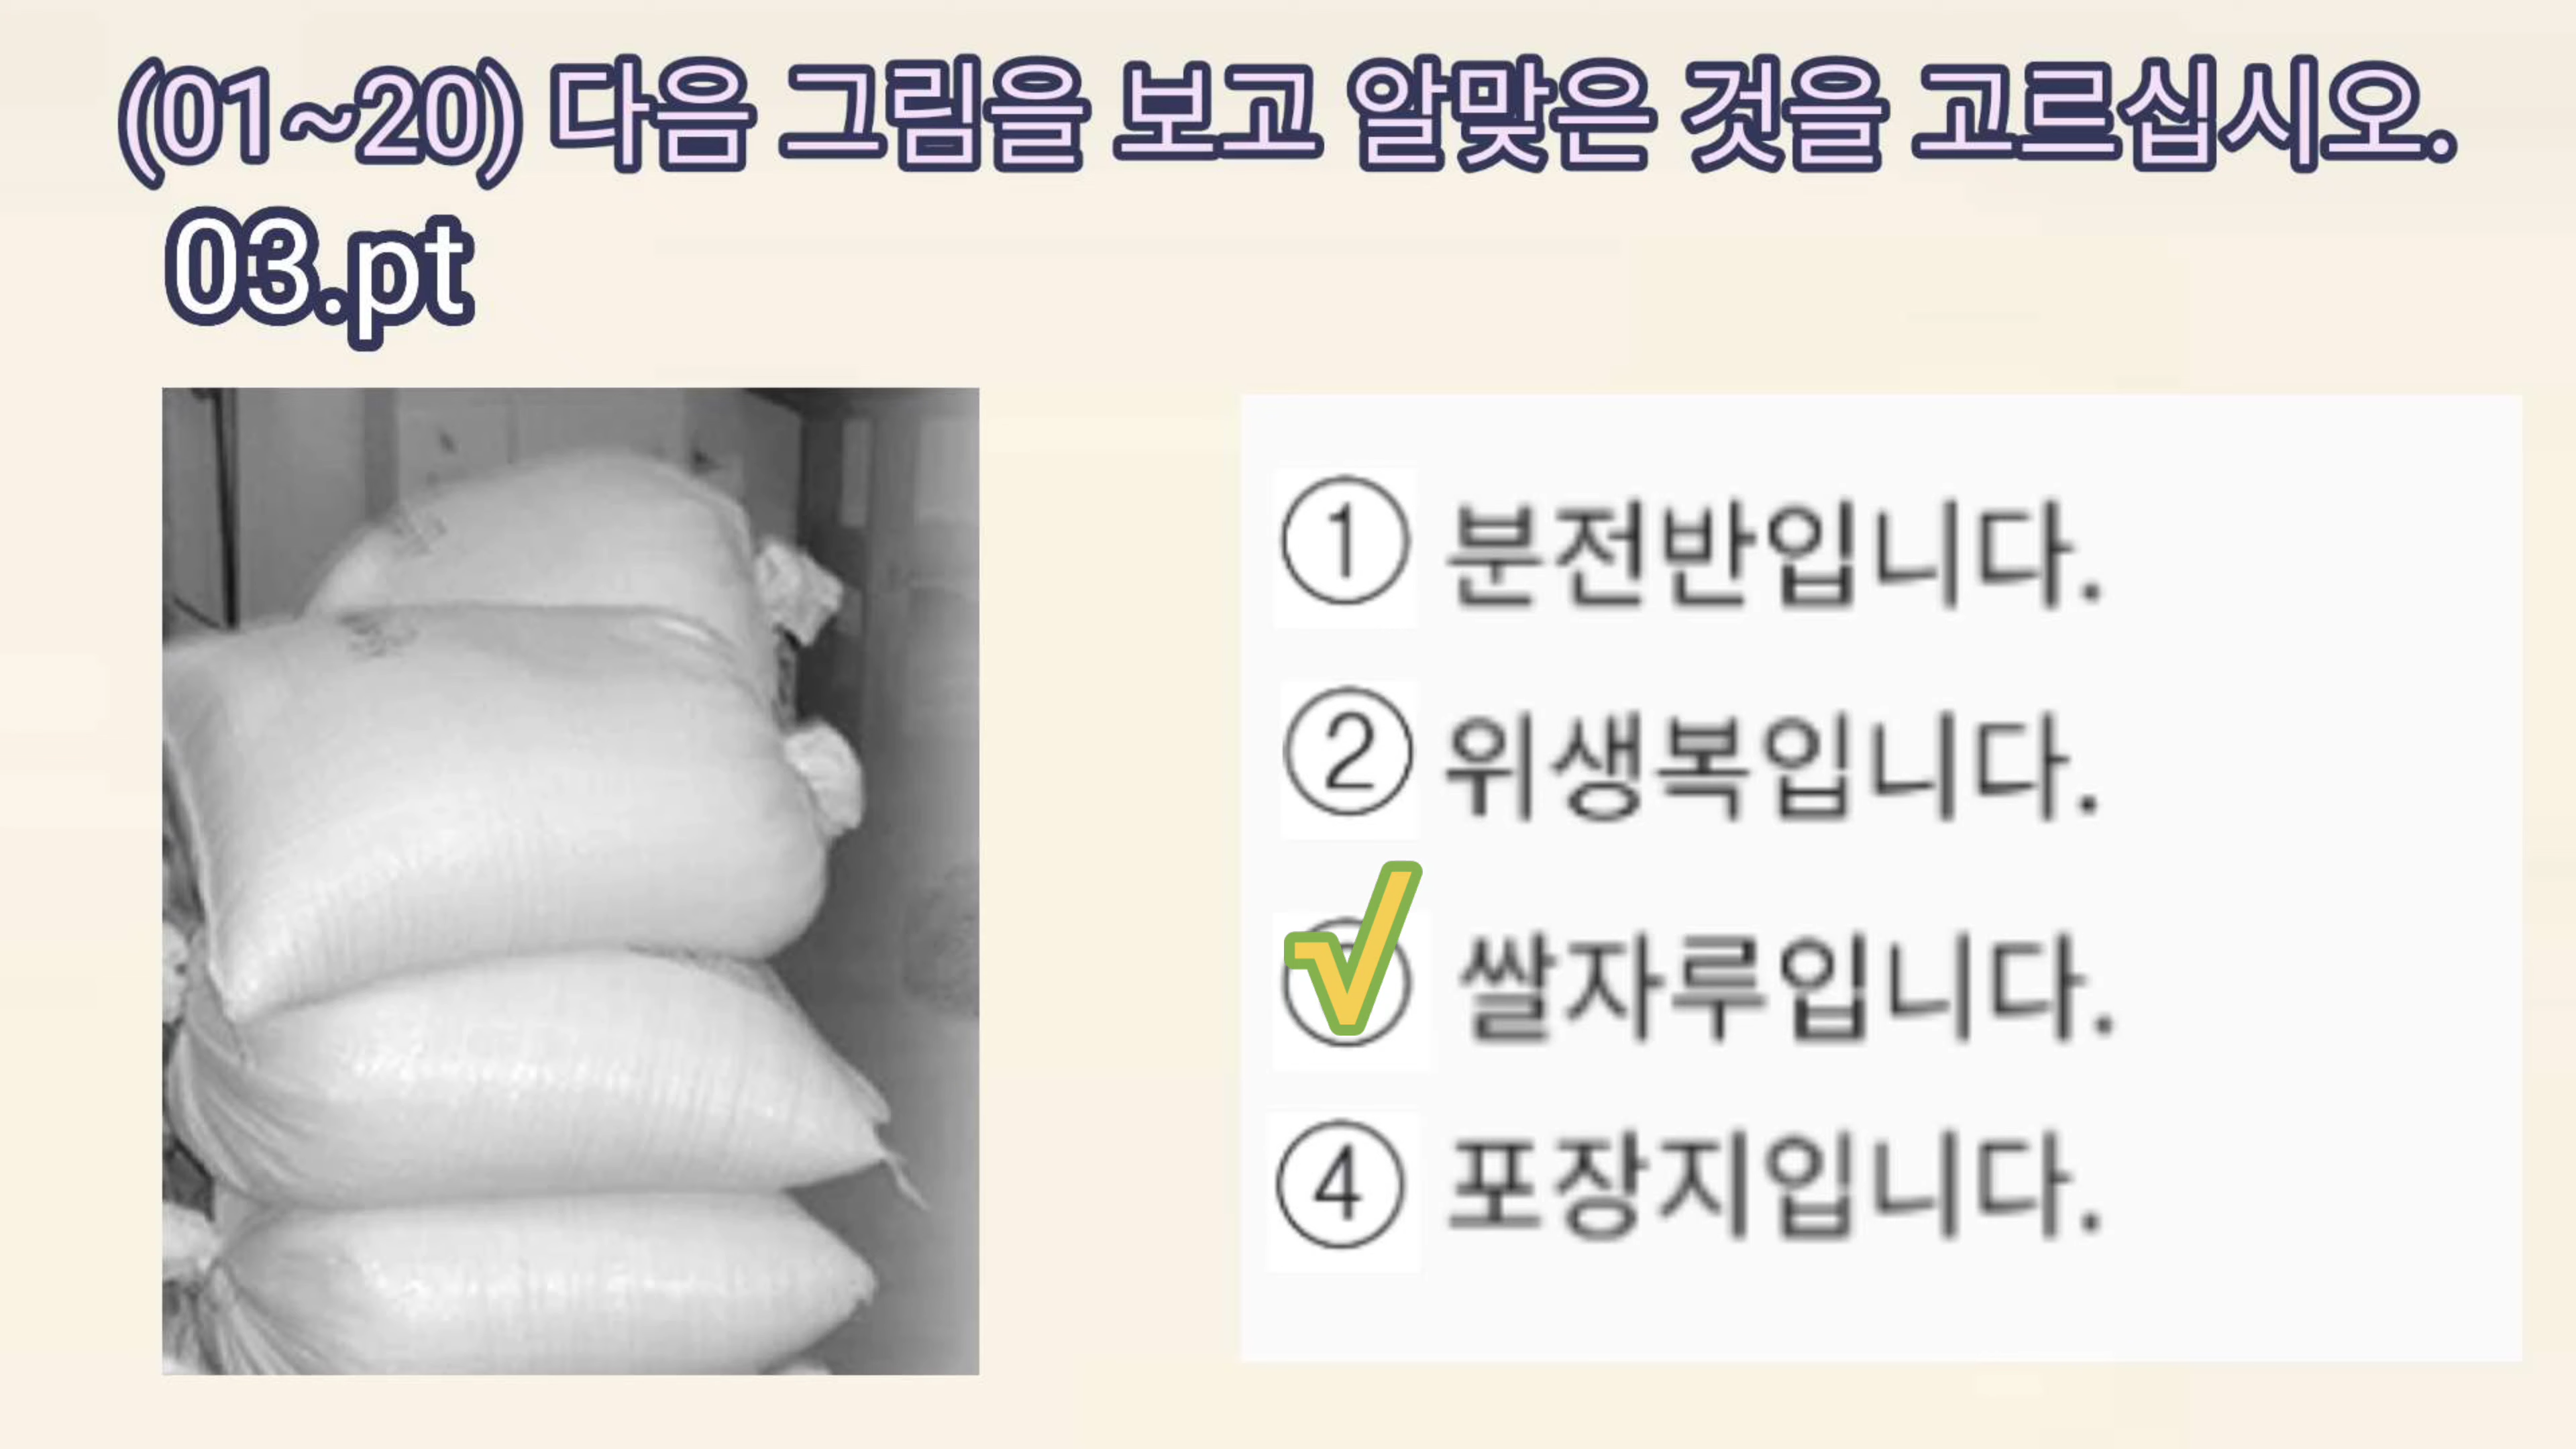 (01~20) 다음 그림을 보고 알맞은 것을 고르십시오.
03.pt
① 분전반입니다.
② 위생복입니다.
쌀자루입니다.
④ 포장지입니다.